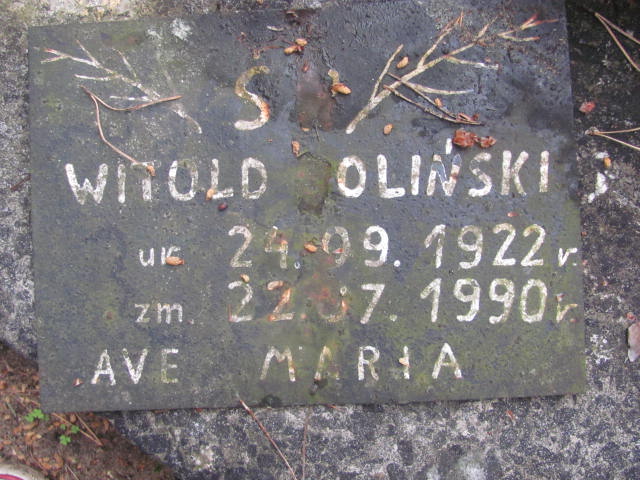 Ś
WITOLD OLIŃSKI
ur. 24.09.1922 r.
zm. 22.07.1990 r.
AVE MARIA